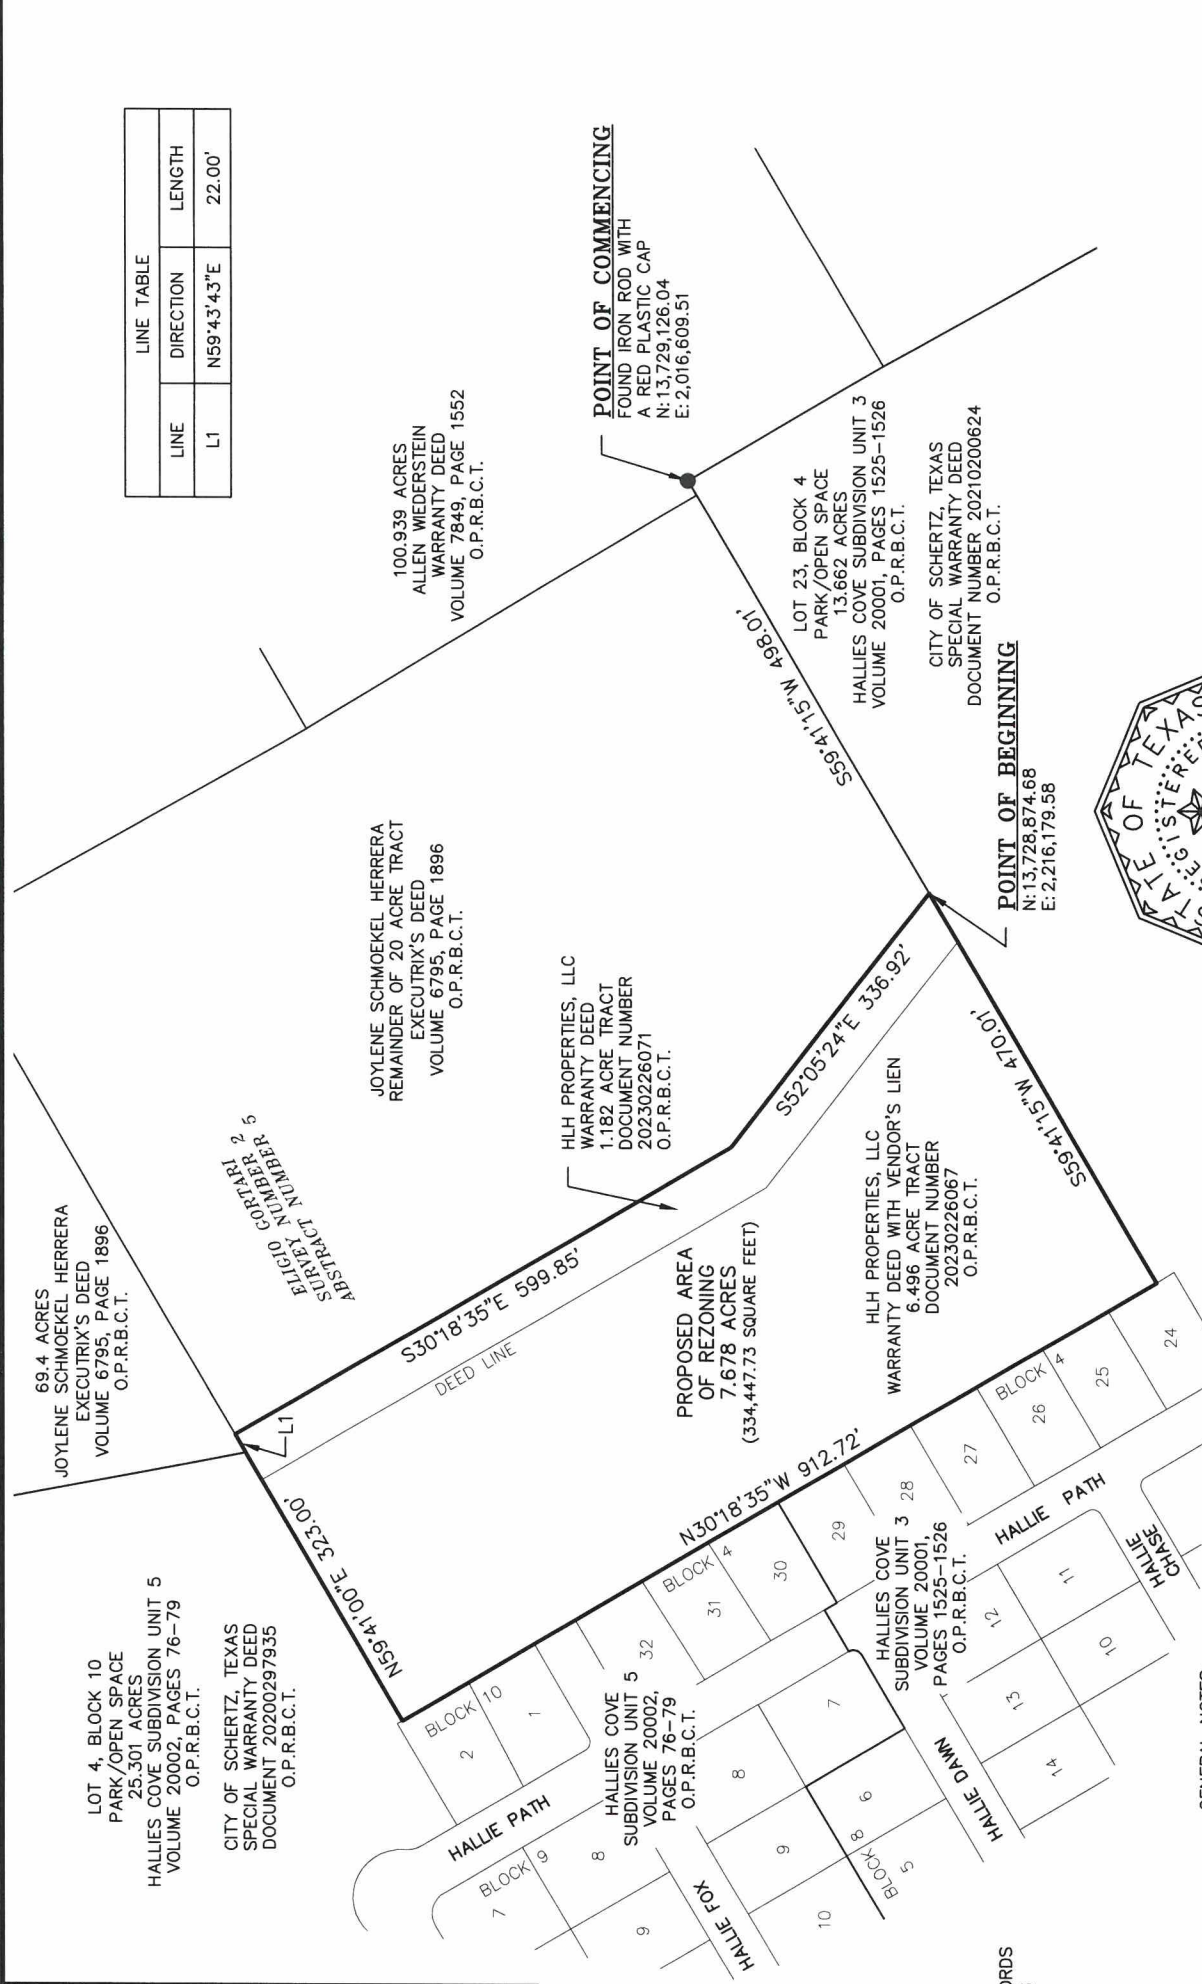 LINE TABLE
LINE DIRECTION LENGTH
L1 N59°43'43"E 22.00'
69.4 ACRES
JOYLENE SCHMOEKEL HERRERA
EXECUTRIX'S DEED
VOLUME 6795, PAGE 1896
O.P.R.B.C.T.
LOT 4, BLOCK 10
PARK/OPEN SPACE
25.301 ACRES
HALLIES COVE SUBDIVISION UNIT 5
VOLUME 20002, PAGES 76-79
O.P.R.B.C.T.
CITY OF SCHERTZ, TEXAS
SPECIAL WARRANTY DEED
DOCUMENT 20200297935
O.P.R.B.C.T.
ELIGIO GORTARI 2
SURVEY NUMBER 5
ABSTRACT NUMBER
100.939 ACRES
ALLEN WIEDERSTEIN
WARRANTY DEED
VOLUME 7849, PAGE 1552
O.P.R.B.C.T.
JOYLENE SCHMOEKEL HERRERA
REMAINDER OF 20 ACRE TRACT
EXECUTRIX'S DEED
VOLUME 6795, PAGE 1896
O.P.R.B.C.T.
POINT OF COMMENCING
FOUND IRON ROD WITH
A RED PLASTIC CAP
N: 13,729,126.04
E: 2,016,609.51
L1
N59°41'00"E 323.00'
S30°18'35"E 599.85'
DEED LINE
HLH PROPERTIES, LLC
WARRANTY DEED
1.182 ACRE TRACT
DOCUMENT NUMBER
20230226071
O.P.R.B.C.T.
S52°05'24"E 336.92'
S59°41'15"W 498.01'
LOT 23, BLOCK 4
PARK/OPEN SPACE
13.662 ACRES
HALLIES COVE SUBDIVISION UNIT 3
VOLUME 20001, PAGES 1525-1526
O.P.R.B.C.T.
CITY OF SCHERTZ, TEXAS
SPECIAL WARRANTY DEED
DOCUMENT NUMBER 20210200624
O.P.R.B.C.T.
POINT OF BEGINNING
N: 13,728,874.68
E: 2,216,179.58
PROPOSED AREA
OF REZONING
7.678 ACRES
(334,447.73 SQUARE FEET)
HLH PROPERTIES, LLC
WARRANTY DEED WITH VENDOR'S LIEN
6.496 ACRE TRACT
DOCUMENT NUMBER
20230226067
O.P.R.B.C.T.
S59°41'15"W 470.01'
N30°18'35"W 912.72'
BLOCK 10
2
1
HALLIE PATH
BLOCK 9
7
8
9
HALLIES COVE
SUBDIVISION UNIT 5
VOLUME 20002,
PAGES 76-79
O.P.R.B.C.T.
32
BLOCK 4
31
30
29
28
27
BLOCK 4
26
25
24
HALLIE FOX
8
7
9
6
10
BLOCK 8
5
HALLIES COVE
SUBDIVISION UNIT 3
VOLUME 20001,
PAGES 1525-1526
O.P.R.B.C.T.
HALLIE DAWN
HALLIE PATH
12
11
13
10
14
HALLIE
CHASE
STATE OF TEXAS